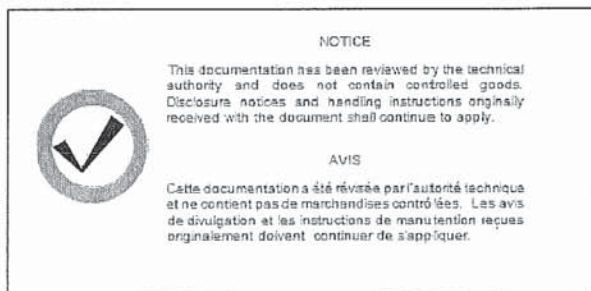 NOTICE
This documentation has been reviewed by the technical
authority and does not contain controlled goods.
Disclosure notices and handling instructions originally
received with the document shall continue to apply.
AVIS
Cette documentation a été révisée par l'autorité technique
et ne contient pas de marchandises contrôlées. Les avis
de divulgation et les instructions de manutention reçues
originalement doivent continuer de s'appliquer.